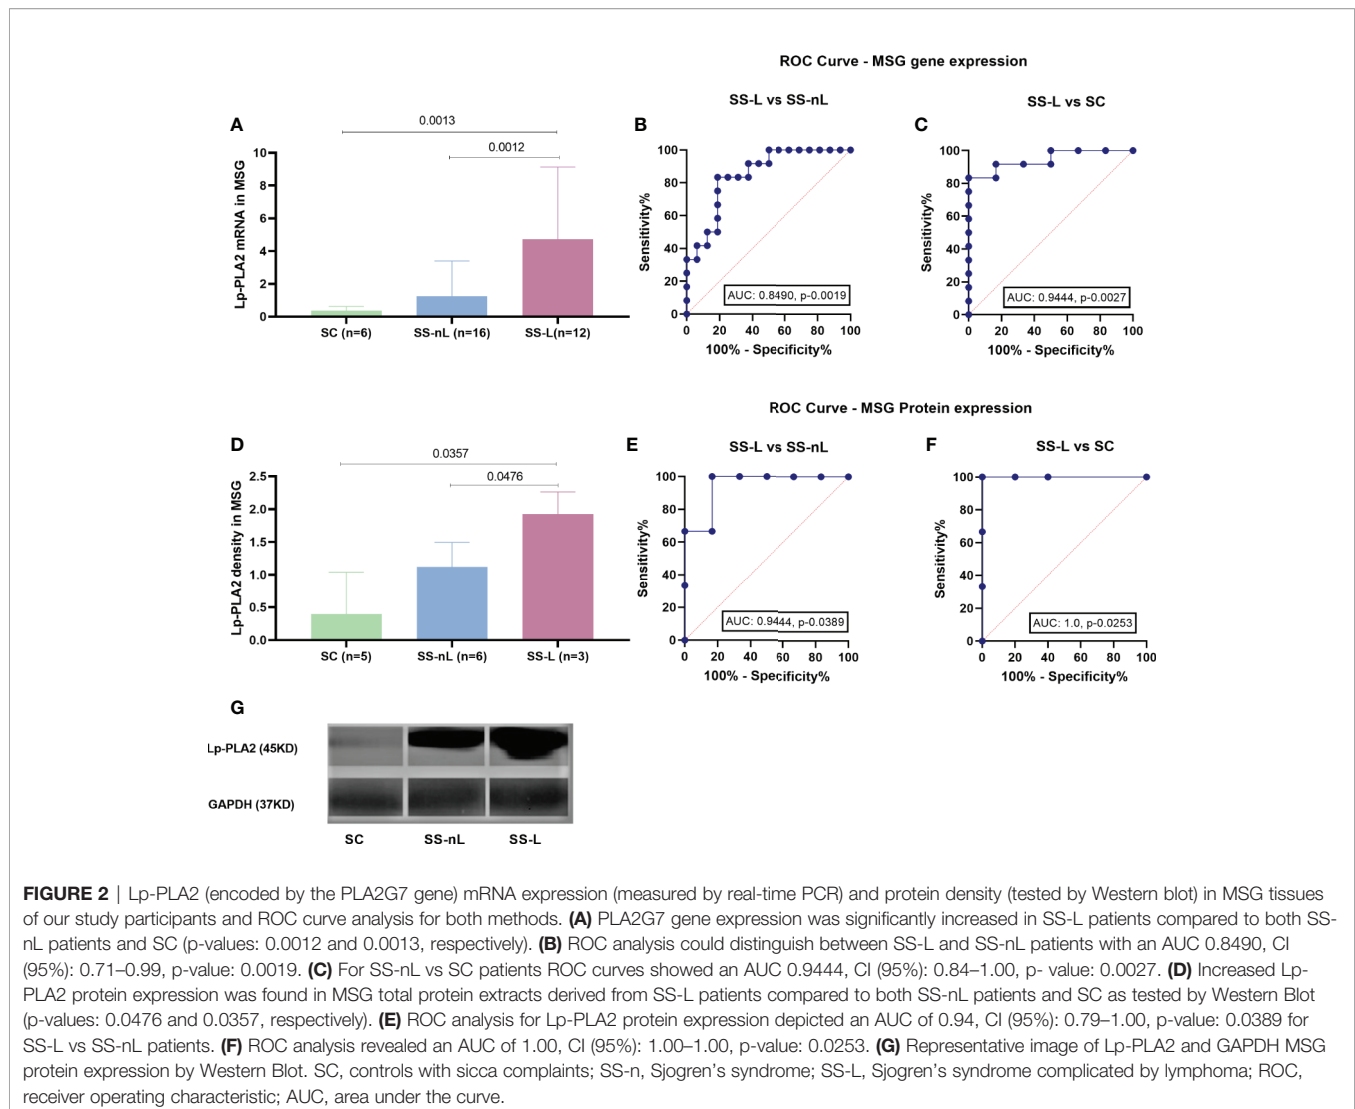 ROC Curve - MSG gene expression
SS-L vs SS-nL
SS-L vs SC
A
0.0013
0.0012
Lp-PLA2 mRNA in MSG
10
8
6
4
2
0
SC (n=6)
SS-nL (n=16)
SS-L(n=12)
B
Sensitivity%
100
80
60
40
20
0
AUC: 0.8490, p-0.0019
0 20 40 60 80 100
100% - Specificity%
C
Sensitivity%
100
80
60
40
20
0
AUC: 0.9444, p-0.0027
0 20 40 60 80 100
100% - Specificity%
ROC Curve - MSG Protein expression
D
0.0357
0.0476
Lp-PLA2 density in MSG
2.5
2.0
1.5
1.0
0.5
0.0
SC (n=5)
SS-nL (n=6)
SS-L (n=3)
E
SS-L vs SS-nL
Sensitivity%
100
80
60
40
20
0
AUC: 0.9444, p-0.0389
0 20 40 60 80 100
100% - Specificity%
F
SS-L vs SC
Sensitivity%
100
80
60
40
20
0
AUC: 1.0, p-0.0253
0 20 40 60 80 100
100% - Specificity%
G
Lp-PLA2 (45KD)
GAPDH (37KD)
SC
SS-nL
SS-L
FIGURE 2 | Lp-PLA2 (encoded by the PLA2G7 gene) mRNA expression (measured by real-time PCR) and protein density (tested by Western blot) in MSG tissues
of our study participants and ROC curve analysis for both methods. (A) PLA2G7 gene expression was significantly increased in SS-L patients compared to both SS-
nL patients and SC (p-values: 0.0012 and 0.0013, respectively). (B) ROC analysis could distinguish between SS-L and SS-nL patients with an AUC 0.8490, CI
(95%): 0.71–0.99, p-value: 0.0019. (C) For SS-nL vs SC patients ROC curves showed an AUC 0.9444, CI (95%): 0.84–1.00, p- value: 0.0027. (D) Increased Lp-
PLA2 protein expression was found in MSG total protein extracts derived from SS-L patients compared to both SS-nL patients and SC as tested by Western Blot
(p-values: 0.0476 and 0.0357, respectively). (E) ROC analysis for Lp-PLA2 protein expression depicted an AUC of 0.94, CI (95%): 0.79–1.00, p-value: 0.0389 for
SS-L vs SS-nL patients. (F) ROC analysis revealed an AUC of 1.00, CI (95%): 1.00–1.00, p-value: 0.0253. (G) Representative image of Lp-PLA2 and GAPDH MSG
protein expression by Western Blot. SC, controls with sicca complaints; SS-n, Sjogren's syndrome; SS-L, Sjogren's syndrome complicated by lymphoma; ROC,
receiver operating characteristic; AUC, area under the curve.